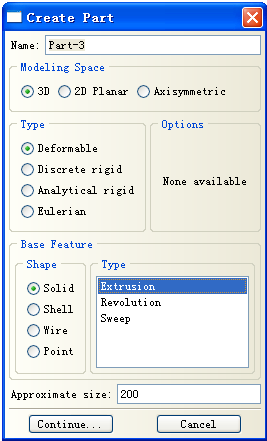 Create Part
Name: Part-3
Modeling Space
3D 2D Planar Axisymmetric
Type
Deformable
Discrete rigid
Analytical rigid
Eulerian
Options
None available
Base Feature
Shape
Solid
Shell
Wire
Point
Type
Extrusion
Revolution
Sweep
Approximate size: 200
Continue... Cancel